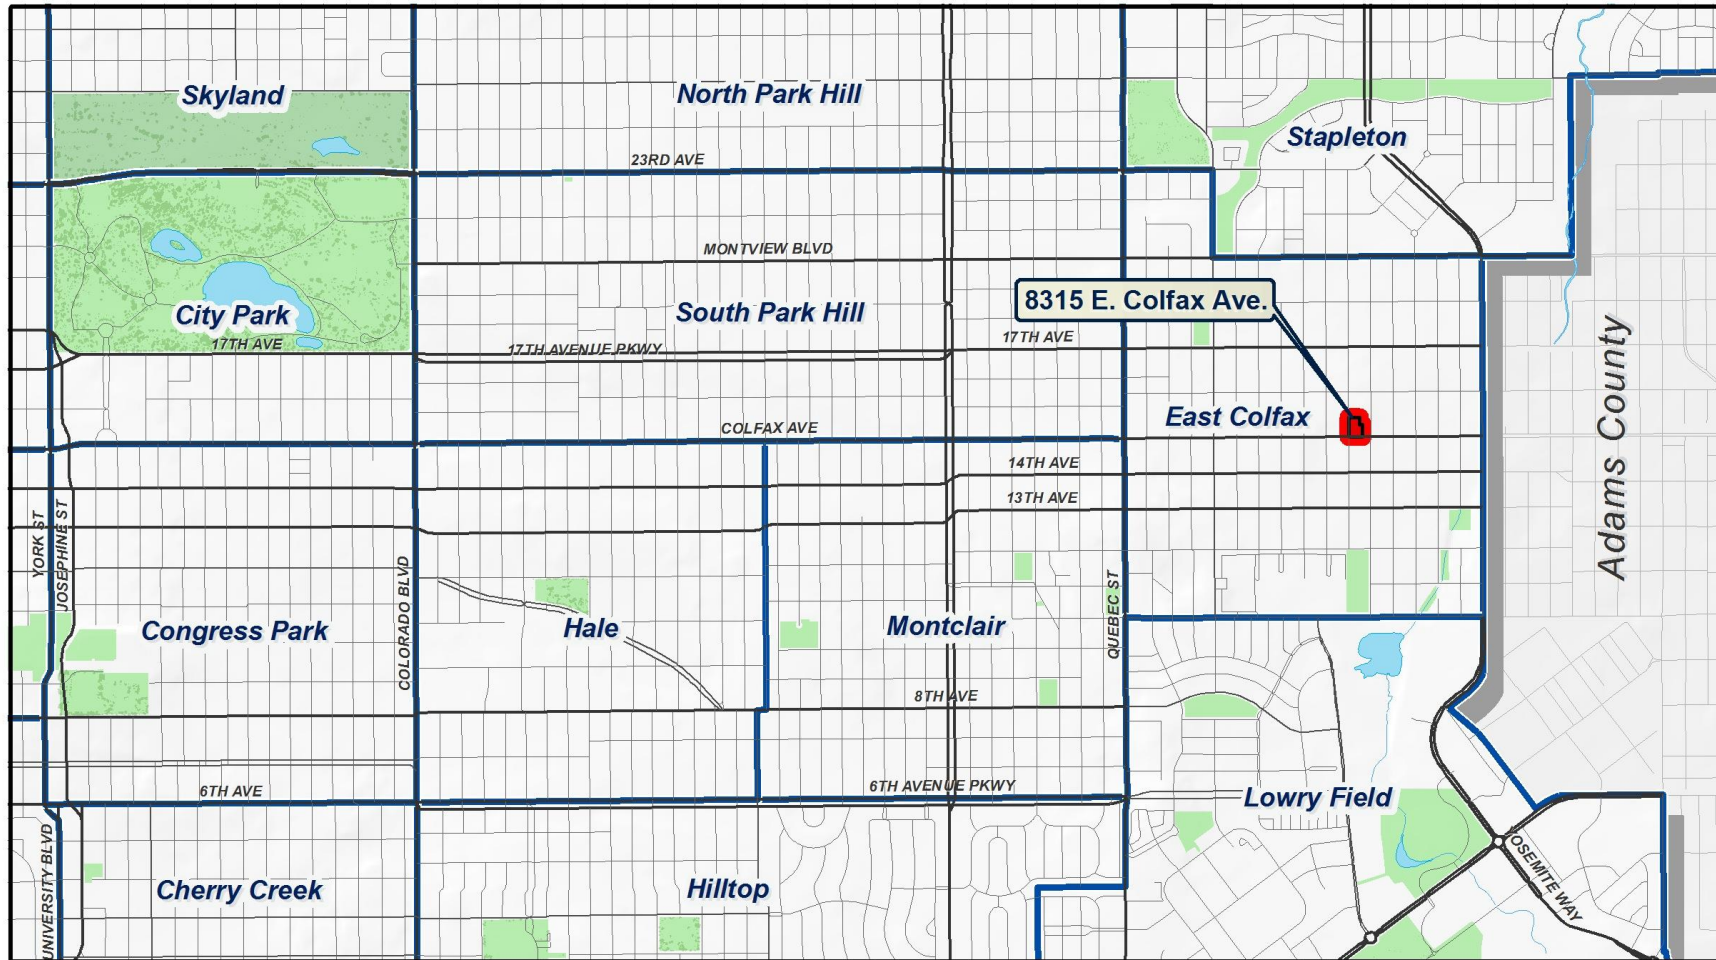 Skyland
North Park Hill
Stapleton
23RD AVE
MONTVIEW BLVD
8315 E. Colfax Ave.
City Park
South Park Hill
17TH AVE
17TH AVENUE PKWY
17TH AVE
Adams County
East Colfax
COLFAX AVE
14TH AVE
13TH AVE
YORK ST
JOSEPHINE ST
COLORADO BLVD
QUEBEC ST
Congress Park
Hale
Montclair
8TH AVE
6TH AVE
6TH AVENUE PKWY
Lowry Field
UNIVERSITY BLVD
Cherry Creek
Hilltop
YOSEMITE WAY